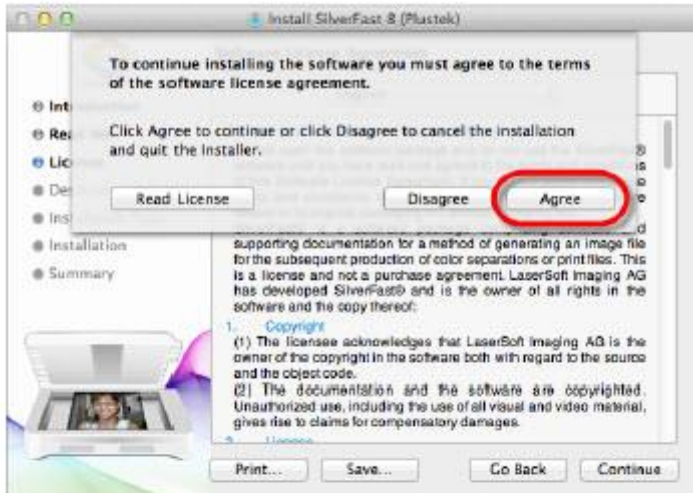 Install SilverFast 8 (Plustek)
To continue installing the software you must agree to the terms
of the software license agreement.
Click Agree to continue or click Disagree to cancel the installation
and quit the Installer.
Read License
Disagree
Agree
Int
Rea
Lic
De
Ins
Installation
Summary
supporting documentation for a method of generating an image file
for the subsequent production of color separations or print files. This
is a license and not a purchase agreement. LaserSoft Imaging AG
has developed SilverFast® and is the owner of all rights in the
software and the copy thereof:
1. Copyright
(1) The licensee acknowledges that LaserSoft Imaging AG is the
owner of the copyright in the software both with regard to the source
and the object code.
(2) The documentation and the software are copyrighted.
Unauthorized use, including the use of all visual and video material,
gives rise to claims for compensatory damages.
Print...
Save...
Go Back
Continue